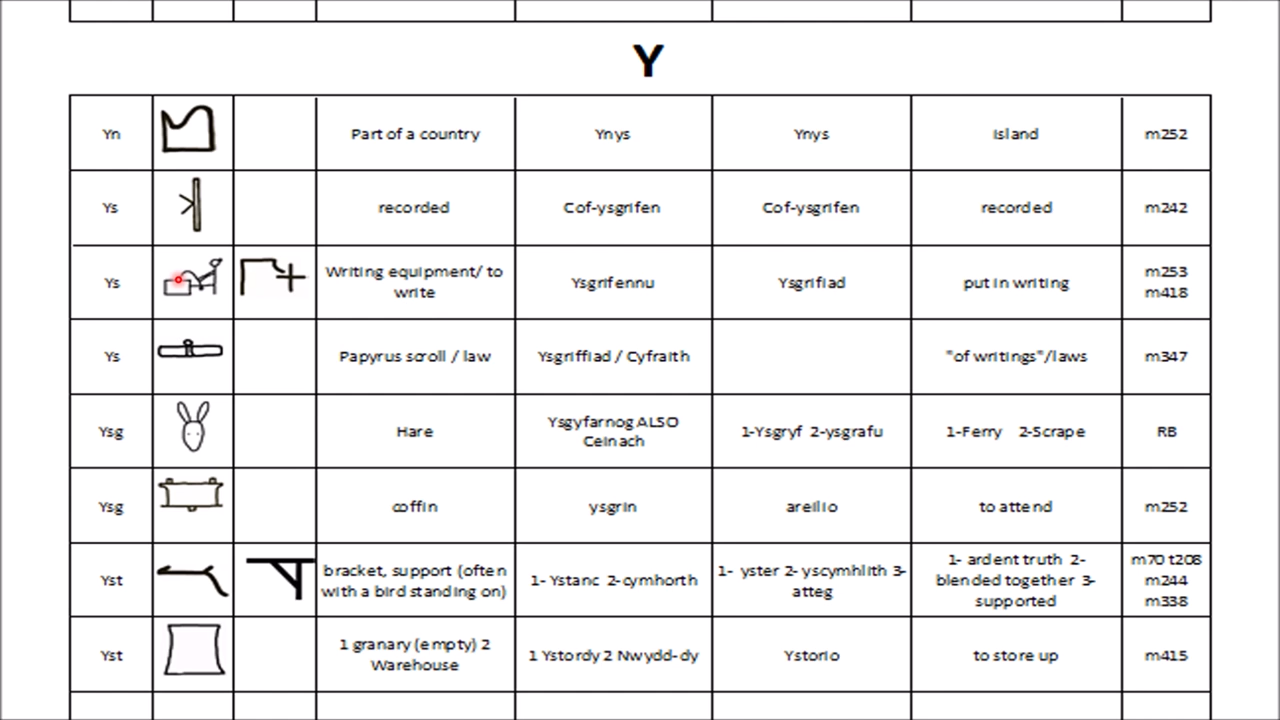 Y
Yn Part of a country Ynys Ynys Island m252
Ys recorded Cof-ysgrifen Cof-ysgrifen recorded m242
Ys Writing equipment/ to write Ysgrifennu Ysgrifiad put in writing m253 m418
Ys Papyrus scroll / law Ysgriffiad / Cyfraith "of writings"/laws m347
Ysg Hare Ysgyfarnog ALSO Ceinach 1-Ysgryf 2-ysgrafu 1-Ferry 2-Scrape RB
Ysg coffin ysgrin areilio to attend m252
Yst bracket, support (often with a bird standing on) 1- Ystanc 2-cymhorth 1- yster 2- yscymhlith 3- atteg 1- ardent truth 2- blended together 3- supported m70 t208 m244 m338
Yst 1 granary (empty) 2 Warehouse 1 Ystordy 2 Nwydd-dy Ystorio to store up m415